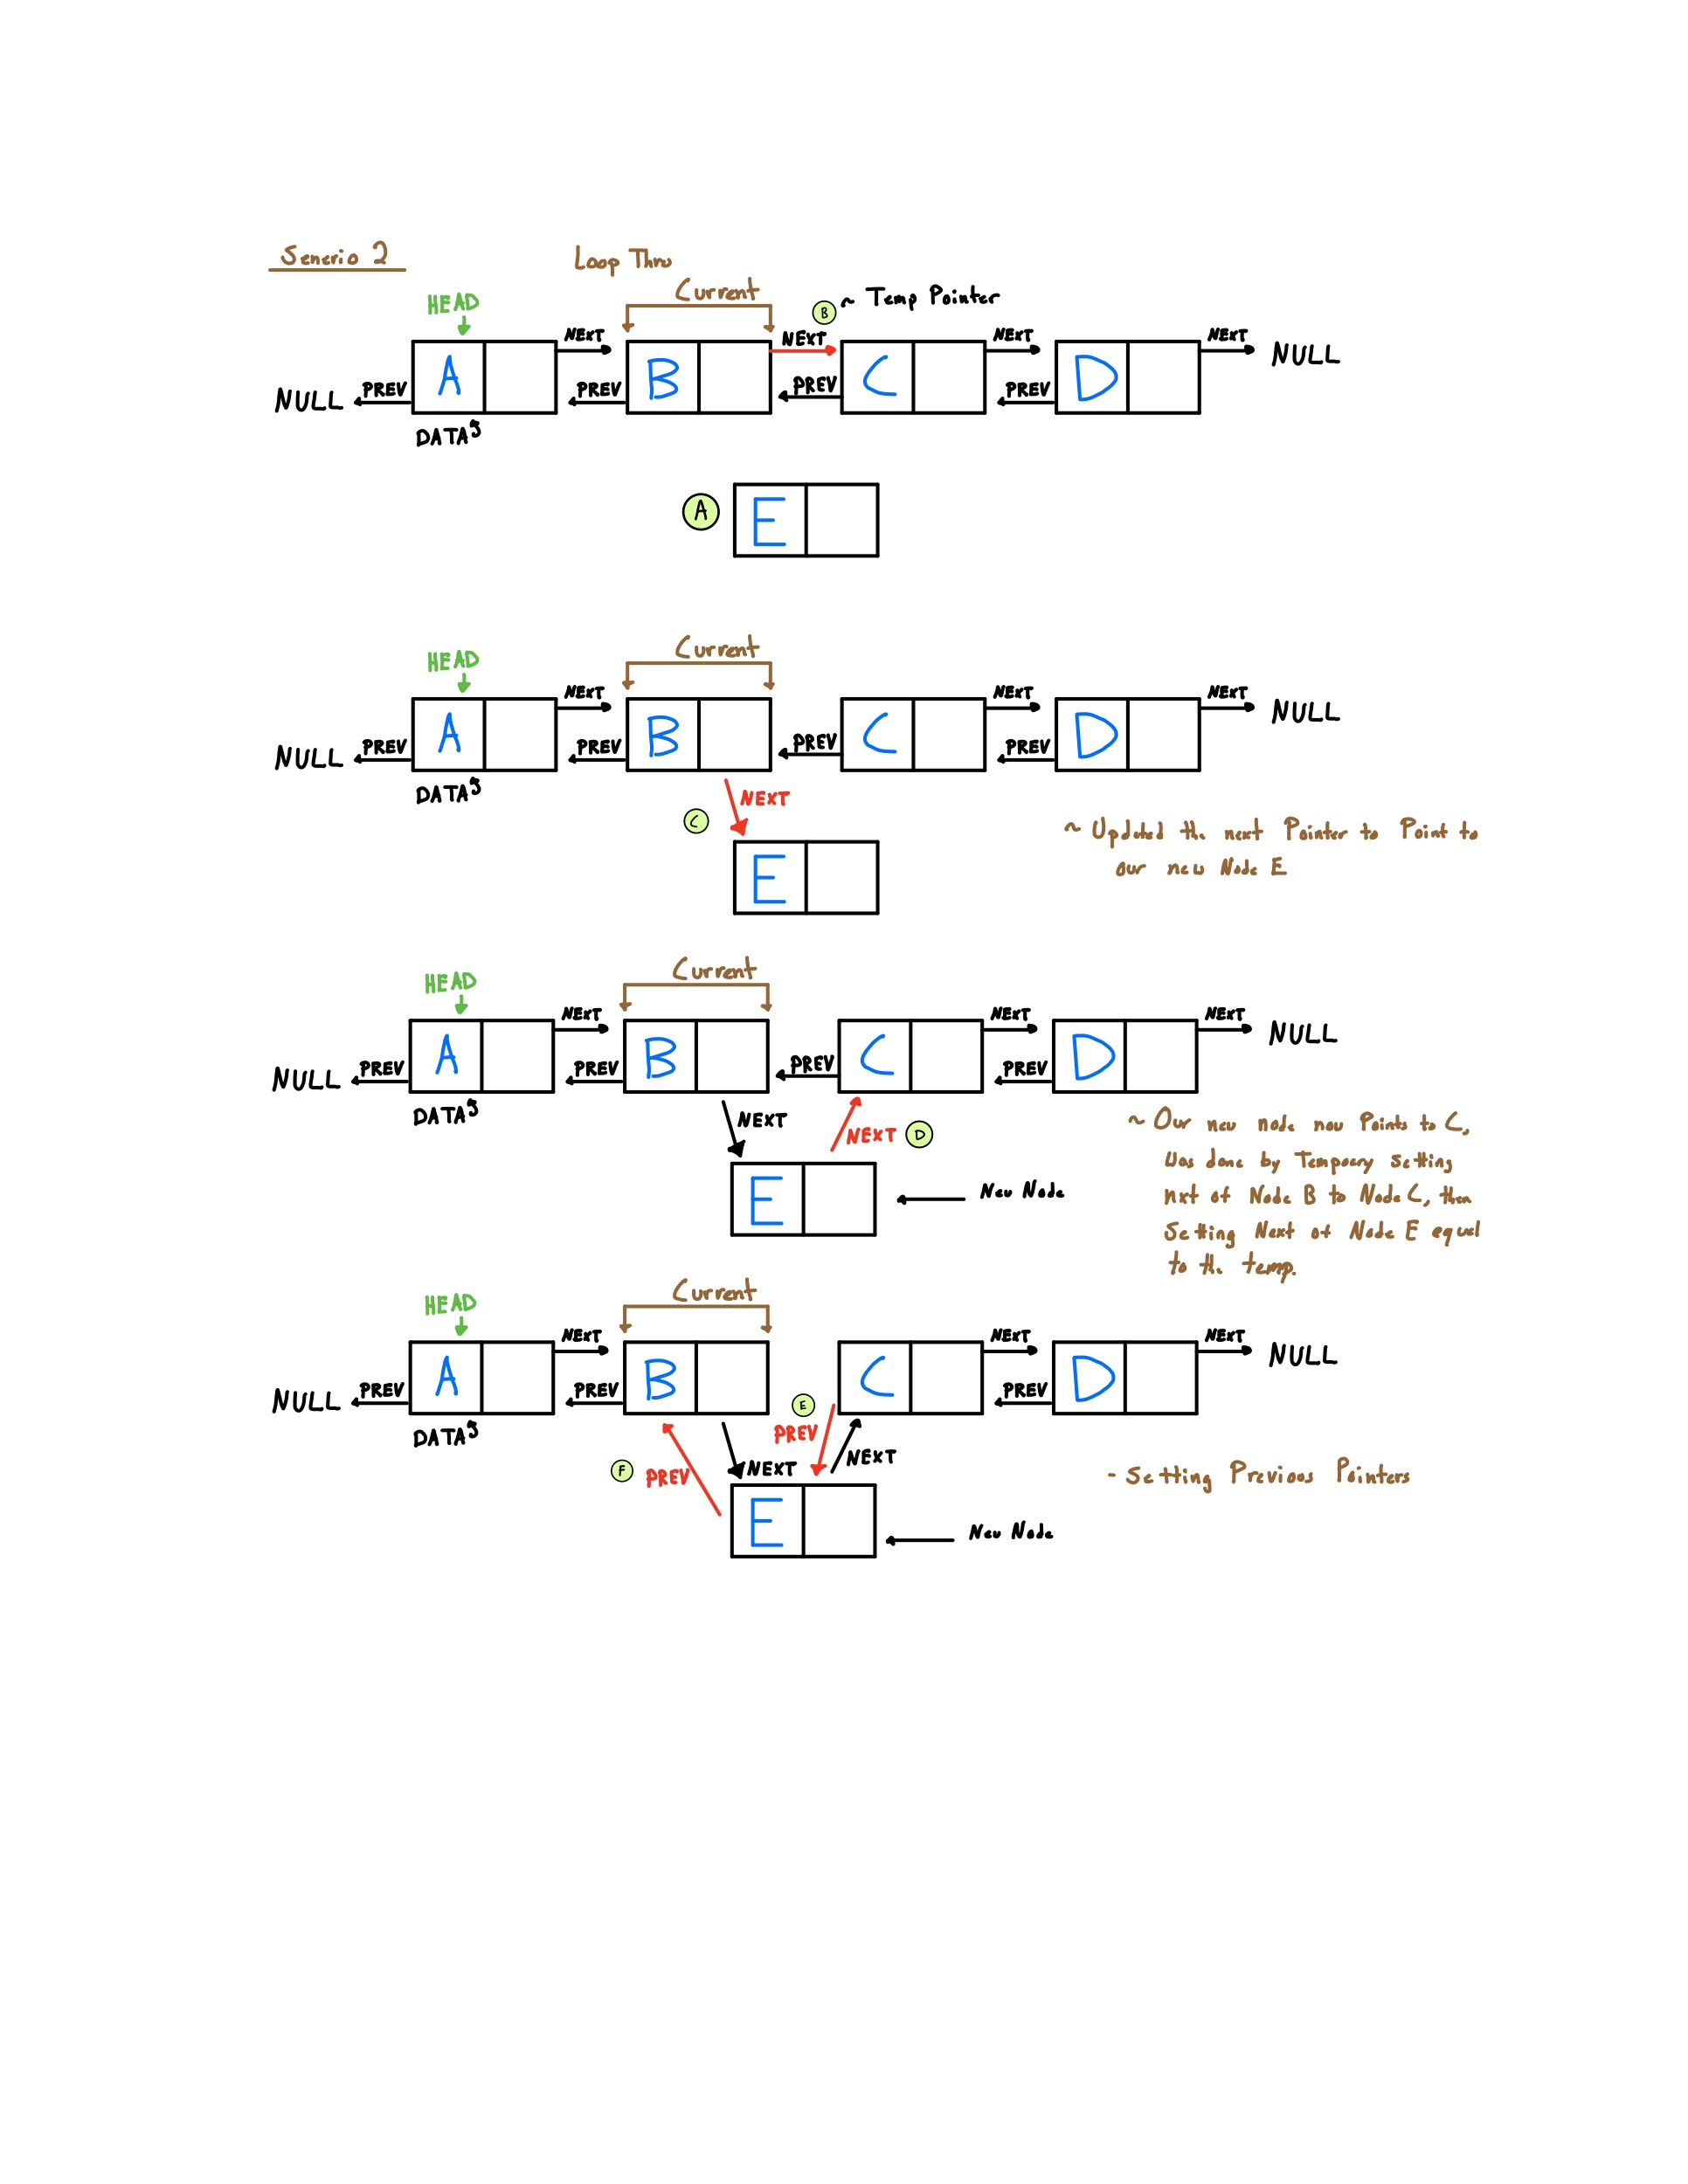 Senerio 2
Loop Thru
Current
HEAD
B ~ Temp Pointer
NEXT NEXT NEXT NEXT
A B C D NULL
NULL PREV PREV PREV PREV
DATA
A E
Current
HEAD
NEXT NEXT NEXT
A B C D NULL
NULL PREV PREV PREV PREV
DATA
NEXT
C
~ Updated the next Pointer to Point to
our new Node E
E
Current
HEAD
NEXT NEXT NEXT
A B C D NULL
NULL PREV PREV PREV PREV
DATA
NEXT NEXT D
~ Our new node now Points to C,
Was done by Tempoary setting
nxt of Node B to Node C, then
Setting Next of Node E equal
to the temp.
E New Node
Current
HEAD
NEXT NEXT NEXT
A B C D NULL
NULL PREV PREV PREV
DATA
E
PREV
F PREV NEXT NEXT
- Setting Previous Pointers
E New Node